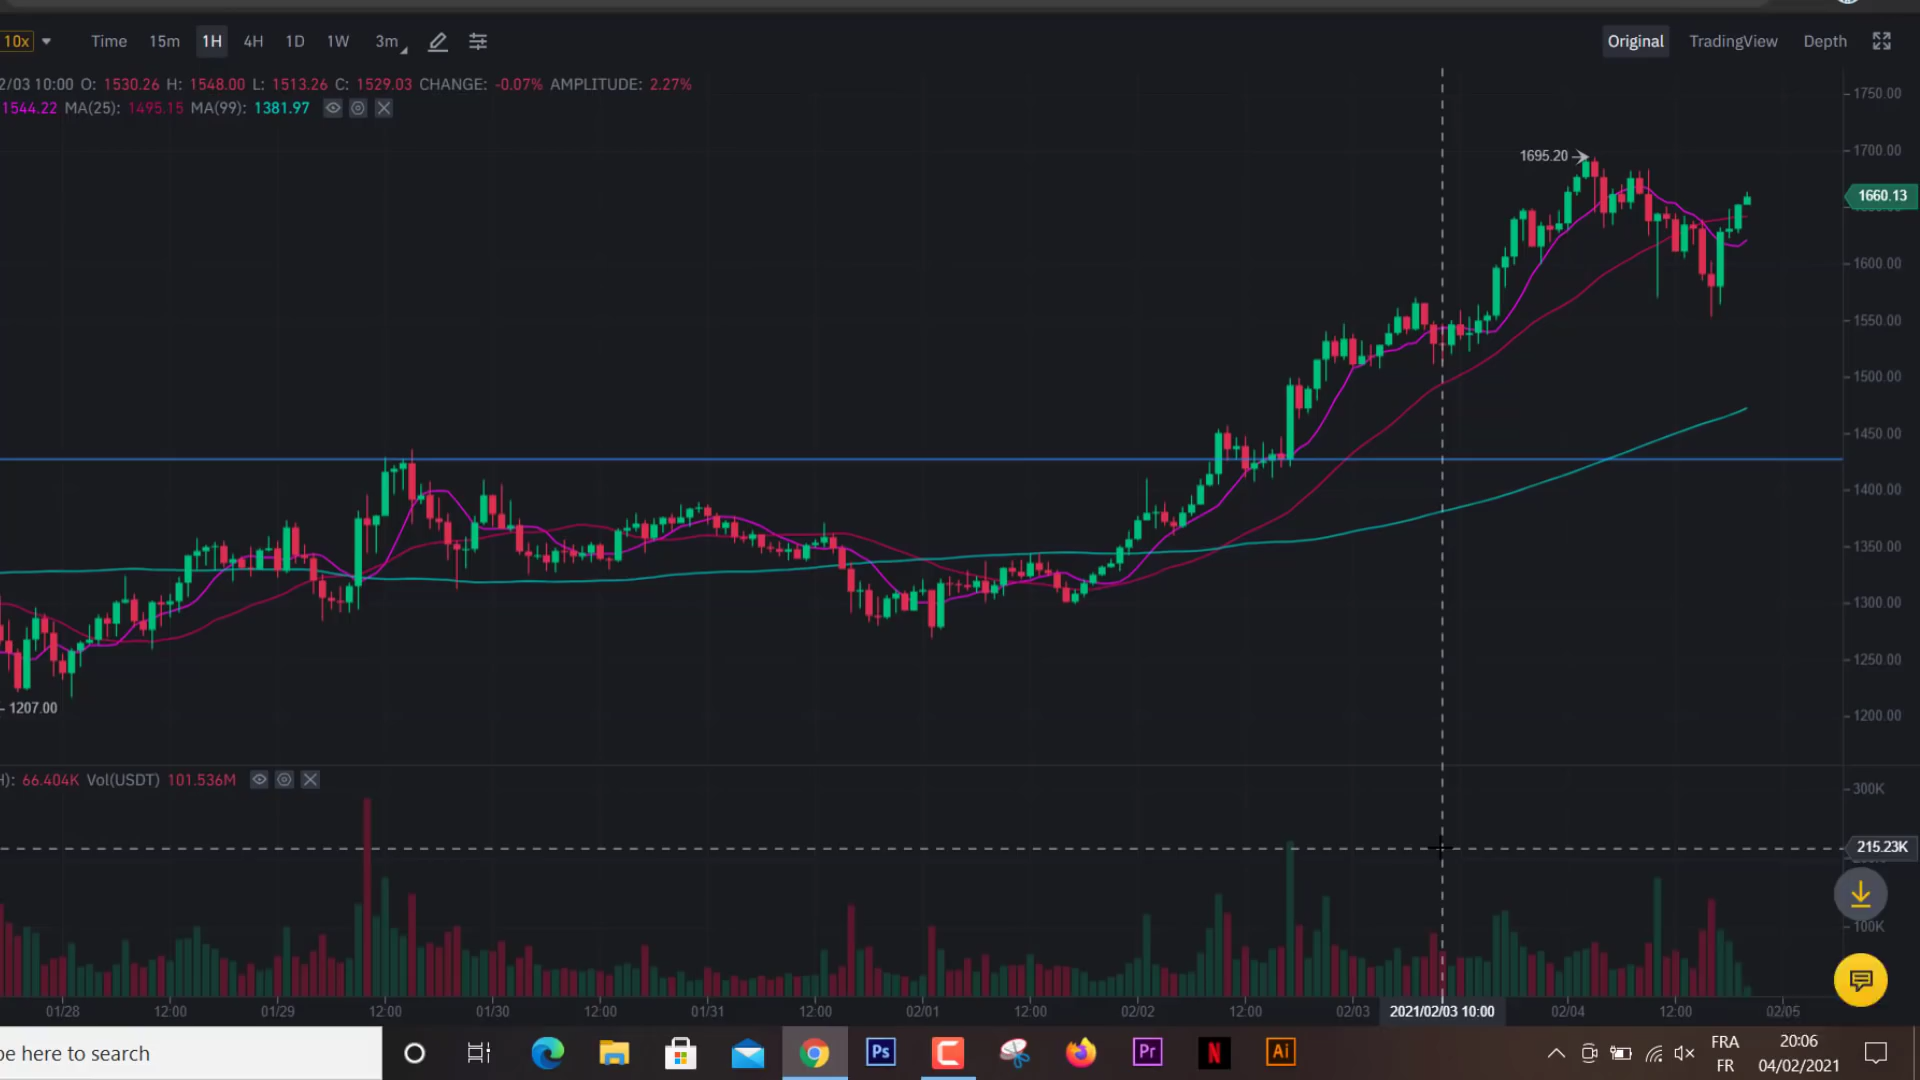 10x Time 15m 1H 4H 1D 1W 3m Original TradingView Depth
2/03 10:00 O: 1530.26 H: 1548.00 L: 1513.26 C: 1529.03 CHANGE: -0.07% AMPLITUDE: 2.27%
1544.22 MA(25): 1495.15 MA(99): 1381.97
1750.00
1695.20
1700.00
1660.13
1600.00
1550.00
1500.00
1450.00
1400.00
1350.00
1300.00
1250.00
1207.00
1200.00
H): 66.404K Vol(USDT) 101.536M
300K
215.23K
100K
01/28 12:00 01/29 12:00 01/30 12:00 01/31 12:00 02/01 12:00 02/02 12:00 02/03 2021/02/03 10:00 02/04 12:00 02/05
pe here to search
Ps
Pr
N
Ai
FRA
FR
20:06
04/02/2021